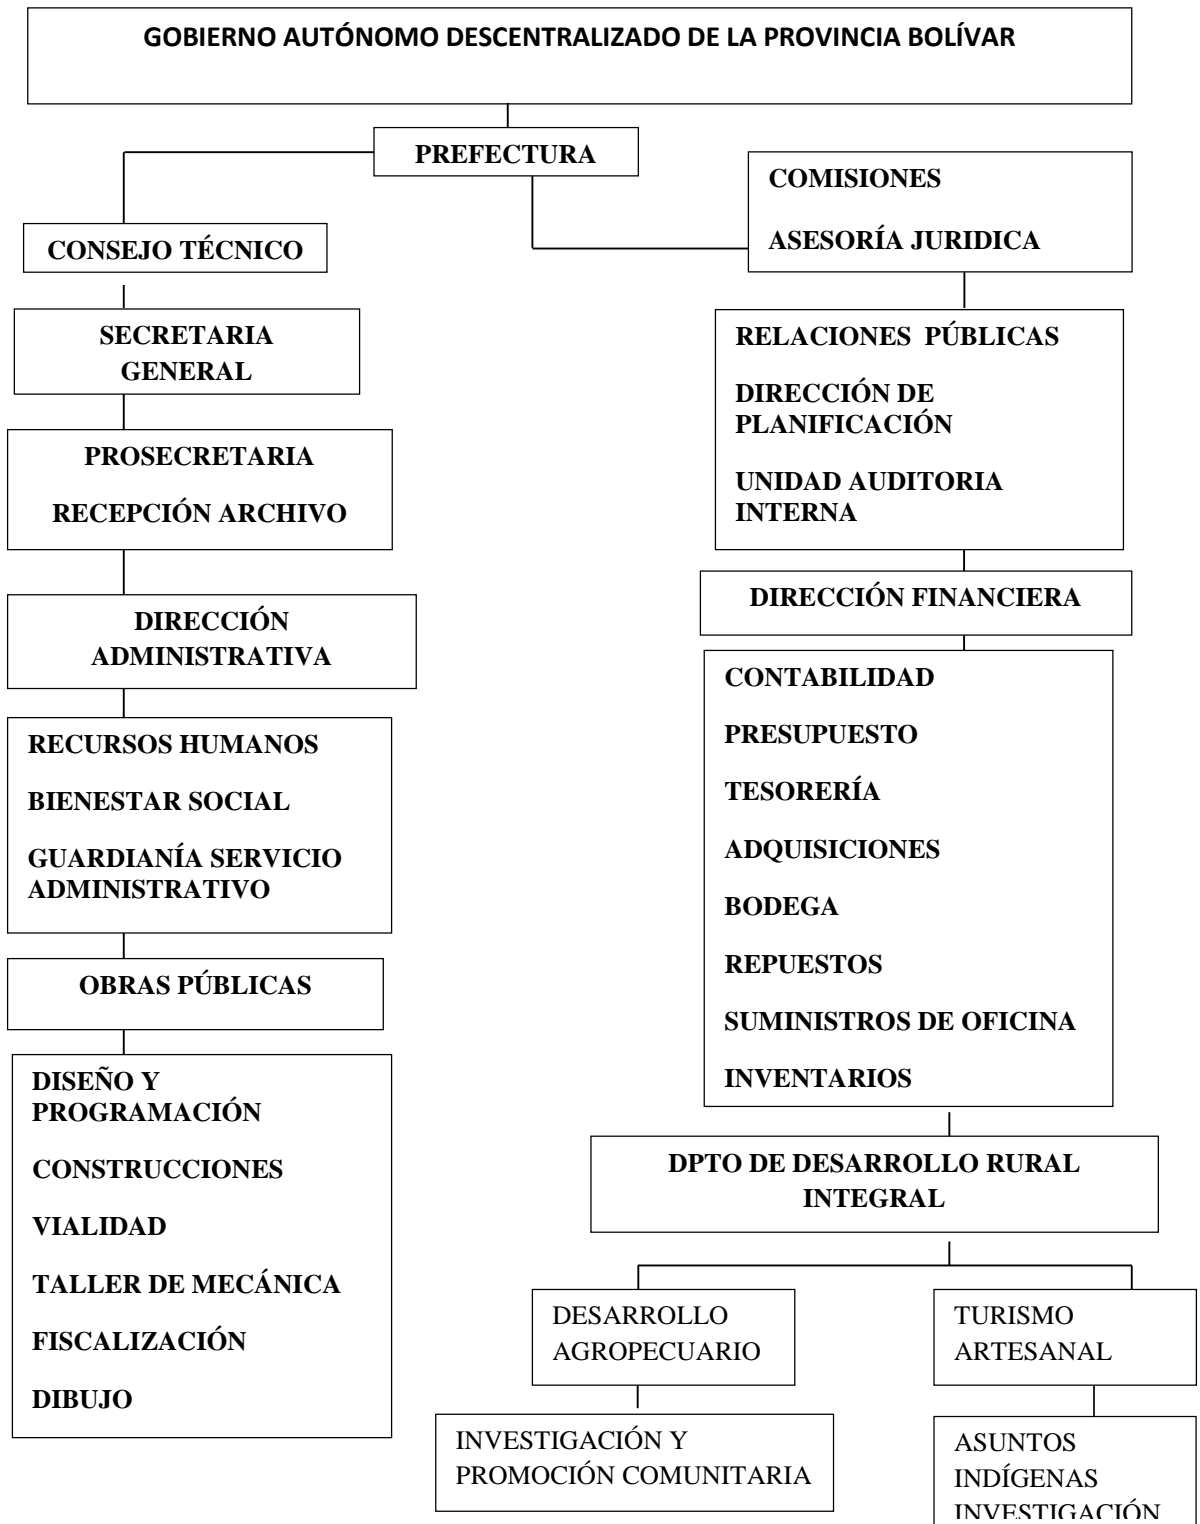 GOBIERNO AUTÓNOMO DESCENTRALIZADO DE LA PROVINCIA BOLÍVAR
PREFECTURA
CONSEJO TÉCNICO
SECRETARIA
GENERAL
PROSECRETARIA
RECEPCIÓN ARCHIVO
DIRECCIÓN
ADMINISTRATIVA
RECURSOS HUMANOS
BIENESTAR SOCIAL
GUARDIANÍA SERVICIO
ADMINISTRATIVO
OBRAS PÚBLICAS
DISEÑO Y
PROGRAMACIÓN
CONSTRUCCIONES
VIALIDAD
TALLER DE MECÁNICA
FISCALIZACIÓN
DIBUJO
COMISIONES
ASESORÍA JURIDICA
RELACIONES PÚBLICAS
DIRECCIÓN DE
PLANIFICACIÓN
UNIDAD AUDITORIA
INTERNA
DIRECCIÓN FINANCIERA
CONTABILIDAD
PRESUPUESTO
TESORERÍA
ADQUISICIONES
BODEGA
REPUESTOS
SUMINISTROS DE OFICINA
INVENTARIOS
DPTO DE DESARROLLO RURAL
INTEGRAL
DESARROLLO
AGROPECUARIO
INVESTIGACIÓN Y
PROMOCIÓN COMUNITARIA
TURISMO
ARTESANAL
ASUNTOS
INDÍGENAS
INVESTIGACIÓN